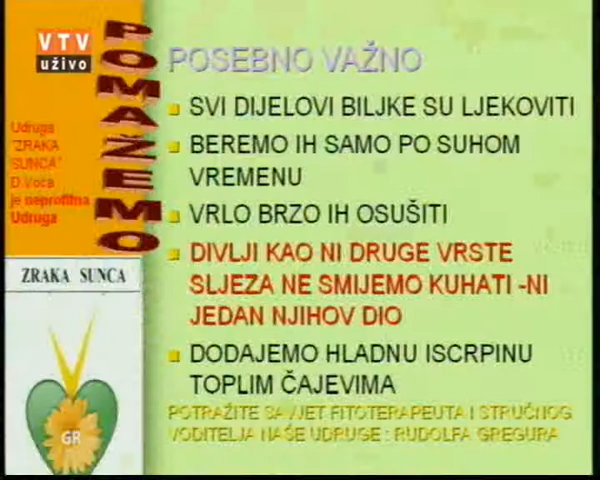 VTV
uživo
POMAŽEMO
Udruga
"ZRAKA
SUNCA"
D.Voća
je neprofitna
Udruga
ZRAKA SUNCA
GR
POSEBNO VAŽNO
SVI DIJELOVI BILJKE SU LJEKOVITI
BEREMO IH SAMO PO SUHOM
VREMENU
VRLO BRZO IH OSUŠITI
DIVLJI KAO NI DRUGE VRSTE
SLJEZA NE SMIJEMO KUHATI -NI
JEDAN NJIHOV DIO
DODAJEMO HLADNU ISCRPINU
TOPLIM ČAJEVIMA
POTRAŽITE SAVJET FITOTERAPEUTA I STRUČNOG
VODITELJA NAŠE UDRUGE : RUDOLFA GREGURA